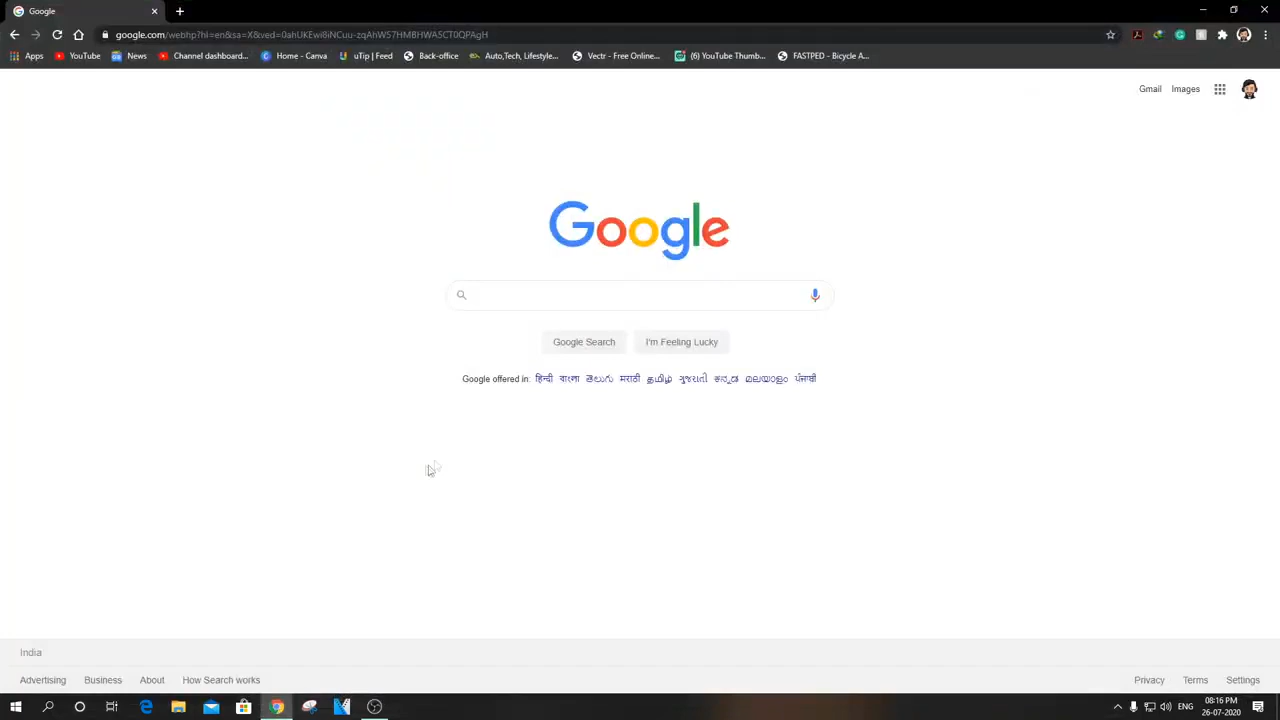 Google
google.com/webhp?hl=en&sa=X&ved=0ahUKEwi8iNCuu-zqAhW57HMBHWA5CT0QPAgH
Apps YouTube News Channel dashboard... Home - Canva uTip | Feed Back-office Auto,Tech, Lifestyle... Vectr - Free Online... (6) YouTube Thumb... FASTPED - Bicycle A...
Gmail Images
Google
Google Search I'm Feeling Lucky
Google offered in: हिन्दी বাংলা తెలుగు मराठी தமிழ் ગુજરાતી ಕನ್ನಡ മലയാളം ਪੰਜਾਬੀ
India
Advertising Business About How Search works Privacy Terms Settings
ENG 08:16 PM
26-07-2020